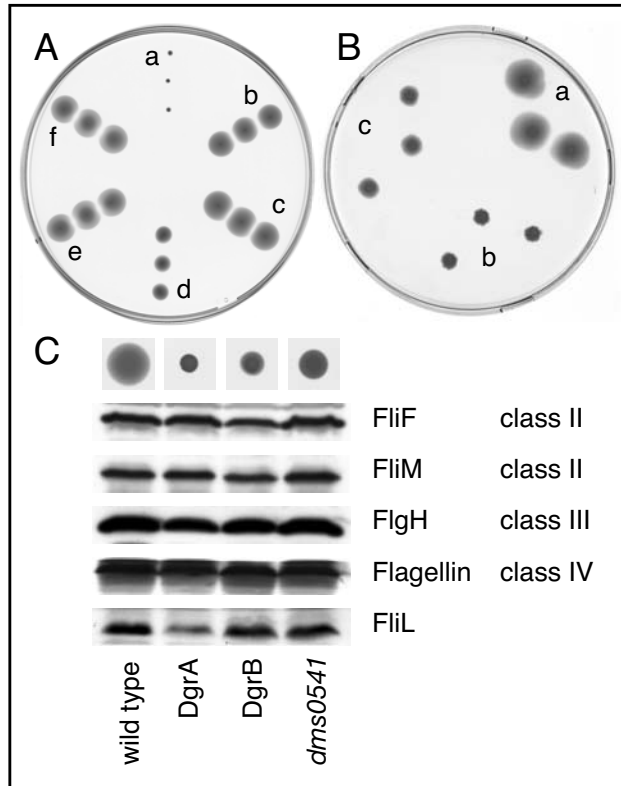 A
a
b
c
d
e
f
B
a
b
c
C
FliF class II
FliM class II
FlgH class III
Flagellin class IV
FliL
wild type
DgrA
DgrB
dms0541